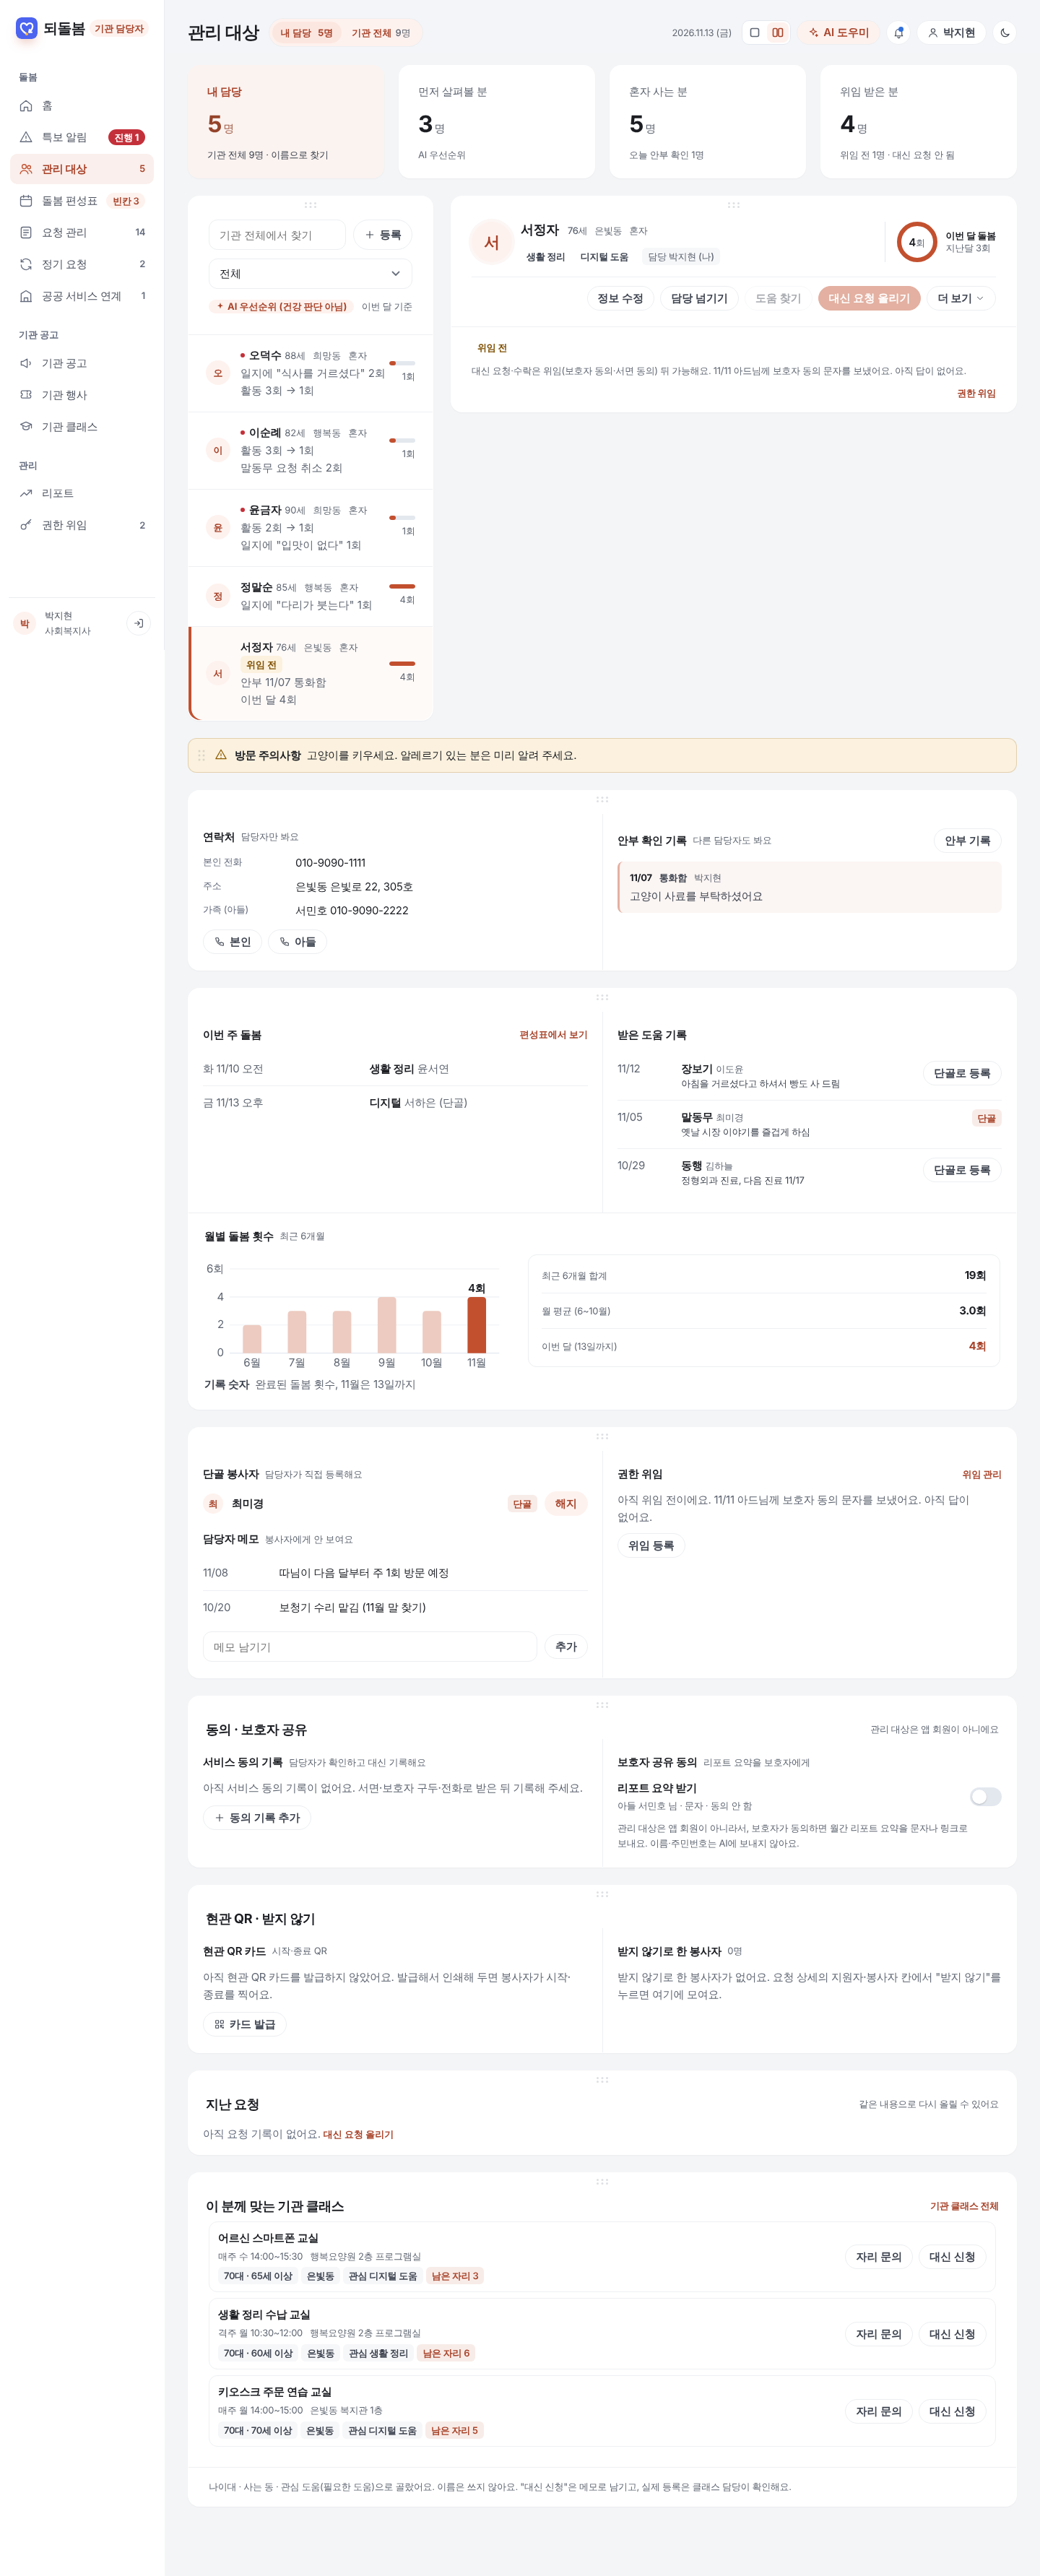 되돌봄 기관 담당자
돌봄
홈
특보 알림 진행 1
관리 대상 5
돌봄 편성표 빈칸 3
요청 관리 14
정기 요청 2
공공 서비스 연계 1
기관 공고
기관 공고
기관 행사
기관 클래스
관리
리포트
권한 위임 2
박 박지현
사회복지사
관리 대상 내 담당 5명 기관 전체 9명
2026.11.13 (금) AI 도우미 박지현
내 담당
5명
기관 전체 9명 · 이름으로 찾기
먼저 살펴볼 분
3명
AI 우선순위
혼자 사는 분
5명
오늘 안부 확인 1명
위임 받은 분
4명
위임 전 1명 · 대신 요청 안 됨
기관 전체에서 찾기 등록
전체
AI 우선순위 (건강 판단 아님) 이번 달 기준
오 오덕수 88세 희망동 혼자
일지에 "식사를 거르셨다" 2회 1회
활동 3회 → 1회
이 이순례 82세 행복동 혼자
활동 3회 → 1회 1회
말동무 요청 취소 2회
윤 윤금자 90세 희망동 혼자
활동 2회 → 1회 1회
일지에 "입맛이 없다" 1회
정 정말순 85세 행복동 혼자
일지에 "다리가 붓는다" 1회 4회
서 서정자 76세 은빛동 혼자
위임 전
안부 11/07 통화함 4회
이번 달 4회
서 서정자 76세 은빛동 혼자
생활 정리 디지털 도움 담당 박지현 (나)
4회 이번 달 돌봄
지난달 3회
정보 수정 담당 넘기기 도움 찾기 대신 요청 올리기 더 보기
위임 전
대신 요청·수락은 위임(보호자 동의·서면 동의) 뒤 가능해요. 11/11 아드님께 보호자 동의 문자를 보냈어요. 아직 답이 없어요.
권한 위임
방문 주의사항 고양이를 키우세요. 알레르기 있는 분은 미리 알려 주세요.
연락처 담당자만 봐요
본인 전화 010-9090-1111
주소 은빛동 은빛로 22, 305호
가족 (아들) 서민호 010-9090-2222
본인 아들
안부 확인 기록 다른 담당자도 봐요 안부 기록
11/07 통화함 박지현
고양이 사료를 부탁하셨어요
이번 주 돌봄 편성표에서 보기
화 11/10 오전 생활 정리 윤서연
금 11/13 오후 디지털 서하은 (단골)
받은 도움 기록
11/12 장보기 이도윤 단골로 등록
아침을 거르셨다고 하셔서 빵도 사 드림
11/05 말동무 최미경 단골
옛날 시장 이야기를 즐겁게 하심
10/29 동행 김하늘 단골로 등록
정형외과 진료, 다음 진료 11/17
월별 돌봄 횟수 최근 6개월
6회
4
2
0
4회
6월 7월 8월 9월 10월 11월
기록 숫자 완료된 돌봄 횟수, 11월은 13일까지
최근 6개월 합계 19회
월 평균 (6~10월) 3.0회
이번 달 (13일까지) 4회
단골 봉사자 담당자가 직접 등록해요
최 최미경 단골 해지
담당자 메모 봉사자에게 안 보여요
11/08 따님이 다음 달부터 주 1회 방문 예정
10/20 보청기 수리 맡김 (11월 말 찾기)
메모 남기기 추가
권한 위임 위임 관리
아직 위임 전이에요. 11/11 아드님께 보호자 동의 문자를 보냈어요. 아직 답이
없어요.
위임 등록
동의 · 보호자 공유 관리 대상은 앱 회원이 아니에요
서비스 동의 기록 담당자가 확인하고 대신 기록해요
아직 서비스 동의 기록이 없어요. 서면·보호자 구두·전화로 받은 뒤 기록해 주세요.
동의 기록 추가
보호자 공유 동의 리포트 요약을 보호자에게
리포트 요약 받기
아들 서민호 님 · 문자 · 동의 안 함
관리 대상은 앱 회원이 아니라서, 보호자가 동의하면 월간 리포트 요약을 문자나 링크로
보내요. 이름·주민번호는 AI에 보내지 않아요.
현관 QR · 받지 않기
현관 QR 카드 시작·종료 QR
아직 현관 QR 카드를 발급하지 않았어요. 발급해서 인쇄해 두면 봉사자가 시작·
종료를 찍어요.
카드 발급
받지 않기로 한 봉사자 0명
받지 않기로 한 봉사자가 없어요. 요청 상세의 지원자·봉사자 칸에서 "받지 않기"를
누르면 여기에 모여요.
지난 요청 같은 내용으로 다시 올릴 수 있어요
아직 요청 기록이 없어요. 대신 요청 올리기
이 분께 맞는 기관 클래스 기관 클래스 전체
어르신 스마트폰 교실
매주 수 14:00~15:30 행복요양원 2층 프로그램실
70대 · 65세 이상 은빛동 관심 디지털 도움 남은 자리 3
자리 문의 대신 신청
생활 정리 수납 교실
격주 월 10:30~12:00 행복요양원 2층 프로그램실
70대 · 60세 이상 은빛동 관심 생활 정리 남은 자리 6
자리 문의 대신 신청
키오스크 주문 연습 교실
매주 월 14:00~15:00 은빛동 복지관 1층
70대 · 70세 이상 은빛동 관심 디지털 도움 남은 자리 5
자리 문의 대신 신청
나이대 · 사는 동 · 관심 도움(필요한 도움)으로 골랐어요. 이름은 쓰지 않아요. "대신 신청"은 메모로 남기고, 실제 등록은 클래스 담당이 확인해요.